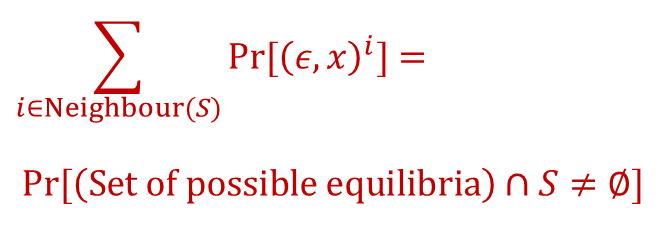 ∑ Pr[(ϵ, x)^i] =
i∈Neighbour(S)
Pr[(Set of possible equilibria) ∩ S ≠ ∅]